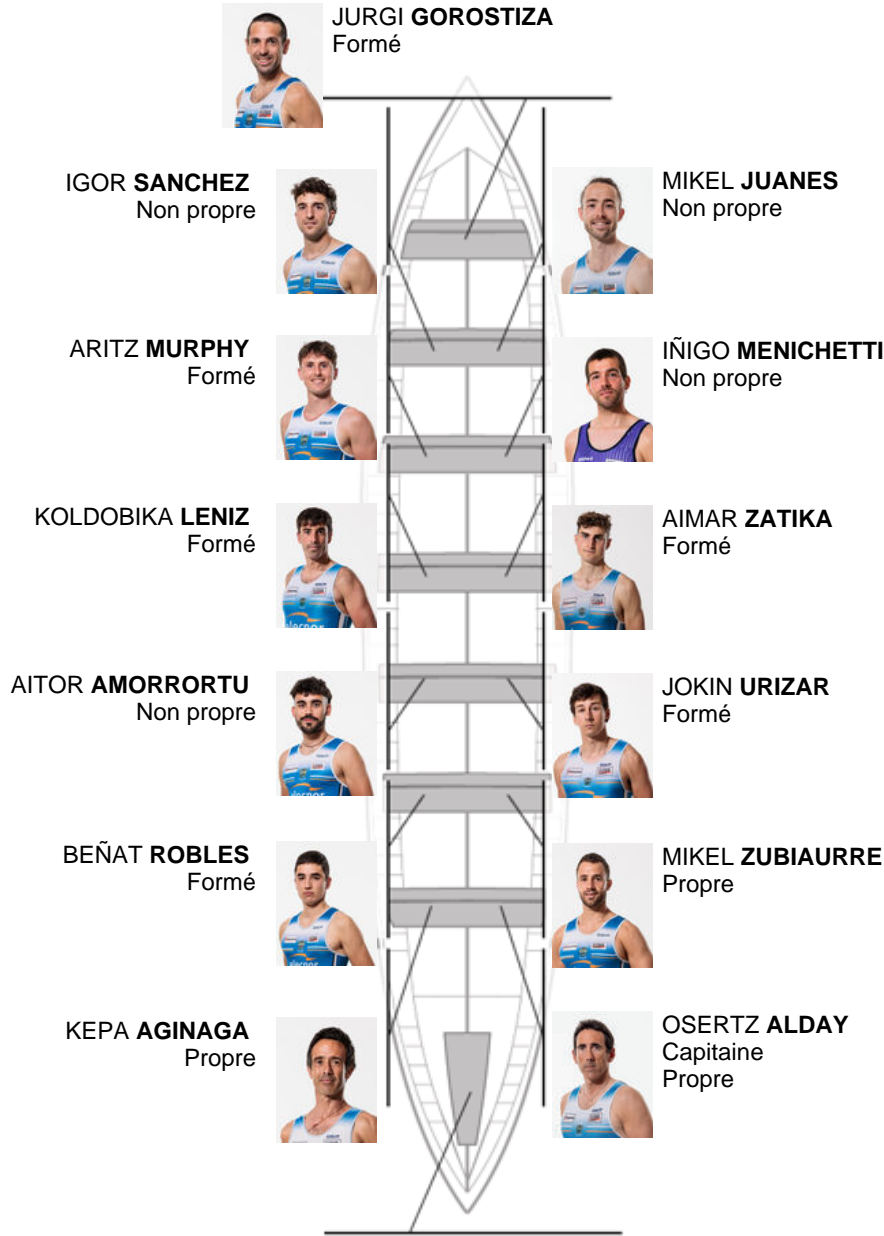 JURGI GOROSTIZA
Formé
IGOR SANCHEZ
Non propre
MIKEL JUANES
Non propre
ARITZ MURPHY
Formé
IÑIGO MENICHETTI
Non propre
KOLDOBIKA LENIZ
Formé
AIMAR ZATIKA
Formé
AITOR AMORRORTU
Non propre
JOKIN URIZAR
Formé
BEÑAT ROBLES
Formé
MIKEL ZUBIAURRE
Propre
KEPA AGINAGA
Propre
OSERTZ ALDAY
Capitaine
Propre